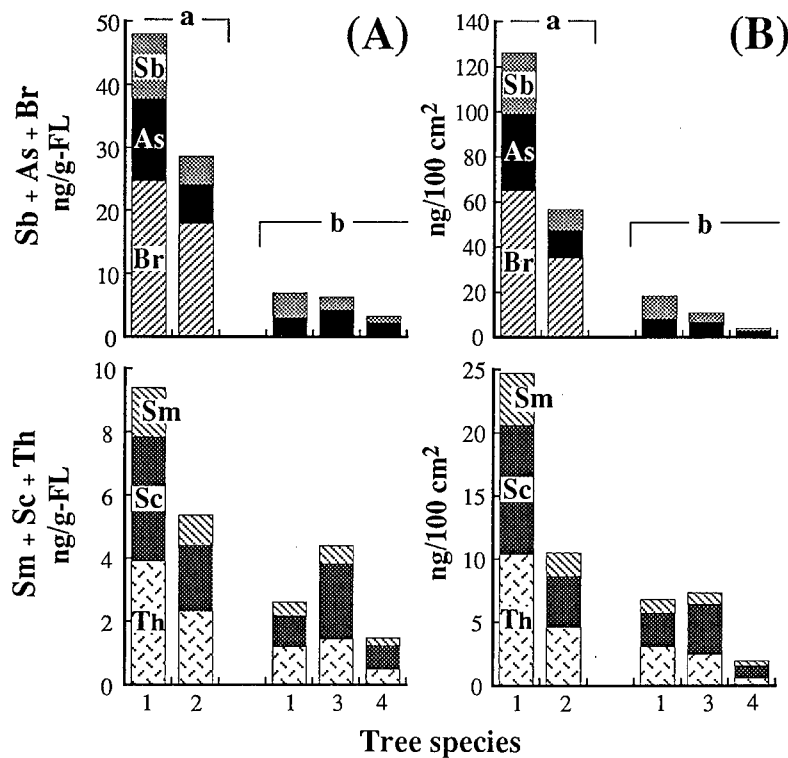 (A)
a
50
40
30
20
10
0
Sb
As
Br
b
Sb + As + Br
ng/g-FL
(B)
a
140
120
100
80
60
40
20
0
Sb
As
Br
b
ng/100 cm²
10
8
6
4
2
0
Sm
Sc
Th
Sm + Sc + Th
ng/g-FL
1 2 1 3 4
25
20
15
10
5
0
Sm
Sc
Th
ng/100 cm²
1 2 1 3 4
Tree species